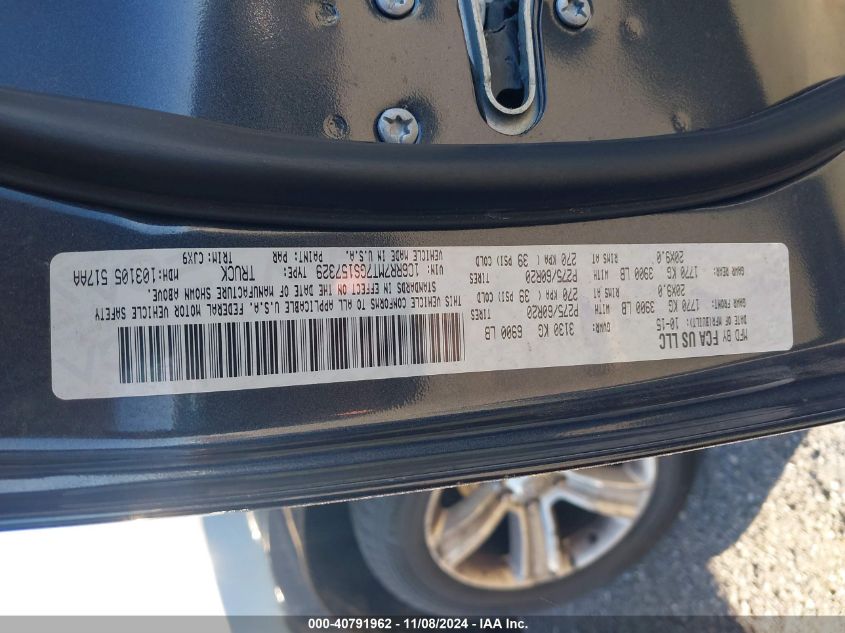 MFD BY FCA US LLC GVWR:
DATE OF MFR(BUILT): 10-15 3130 KG 6900 LB
GAWR FRONT: 1770 KG 3900 LB WITH P275/60R20 TIRES
20X9.0 RIMS AT 270 KG ( 39 PSI) COLD
GAWR REAR: 1770 KG 3900 LB WITH P275/60R20 TIRES
20X9.0 RIMS AT 270 KG ( 39 PSI) COLD
THIS VEHICLE CONFORMS TO ALL APPLICABLE U.S.A. FEDERAL MOTOR VEHICLE SAFETY
STANDARDS IN EFFECT ON THE DATE OF MANUFACTURE SHOWN ABOVE.
VIN: 1C6RR7MT7GS157329 TYPE: TRUCK MDH:103105 517AA
VEHICLE MADE IN U.S.A. PAINT: PAR TRIM: CJX9
000-40791962 - 11/08/2024 - IAA Inc.